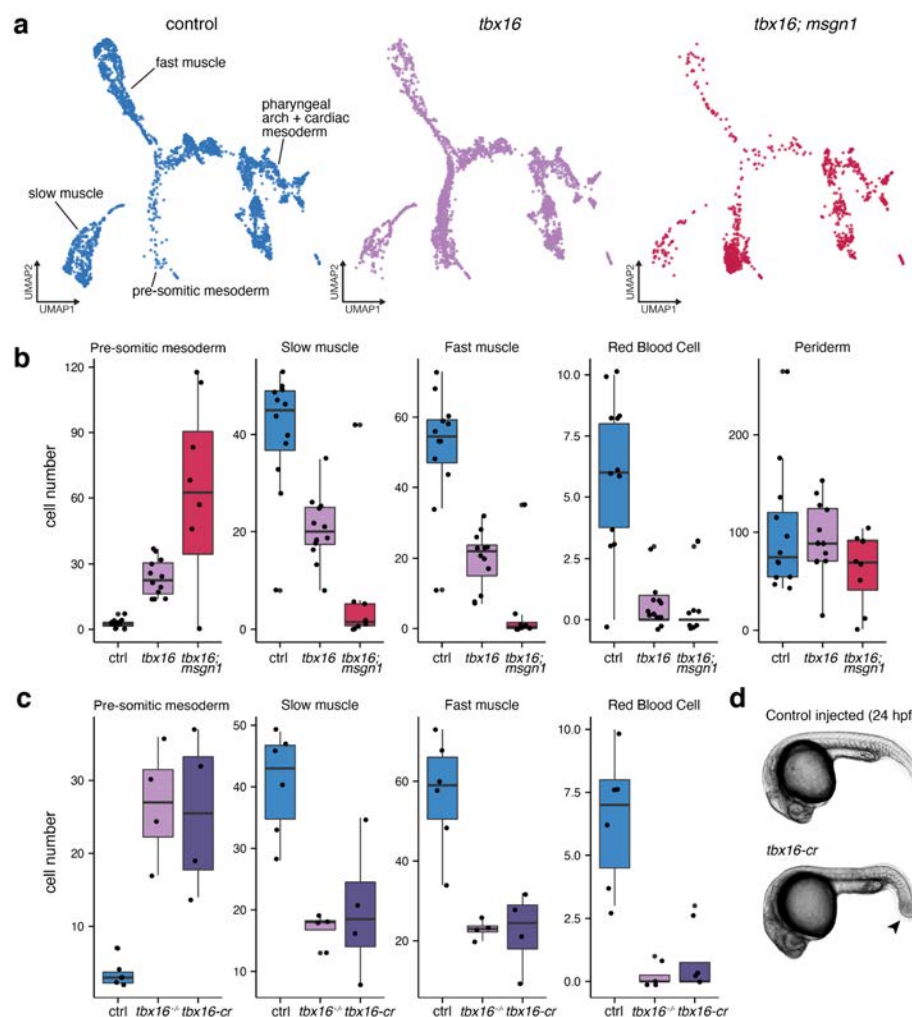 a
control
tbx16
tbx16; msgn1
fast muscle
pharyngeal
arch + cardiac
mesoderm
slow muscle
pre-somitic mesoderm
UMAP2
UMAP1
UMAP2
UMAP1
UMAP2
UMAP1
b
Pre-somitic mesoderm
Slow muscle
Fast muscle
Red Blood Cell
Periderm
cell number
120
90
60
30
0
40
20
0
60
40
20
0
10.0
7.5
5.0
2.5
0.0
200
100
0
ctrl tbx16 tbx16;
msgn1
ctrl tbx16 tbx16;
msgn1
ctrl tbx16 tbx16;
msgn1
ctrl tbx16 tbx16;
msgn1
ctrl tbx16 tbx16;
msgn1
c
Pre-somitic mesoderm
Slow muscle
Fast muscle
Red Blood Cell
cell number
30
20
10
50
40
30
20
10
60
40
20
10.0
7.5
5.0
2.5
0.0
ctrl tbx16-/- tbx16-cr
ctrl tbx16-/- tbx16-cr
ctrl tbx16-/- tbx16-cr
ctrl tbx16-/- tbx16-cr
d
Control injected (24 hpf
tbx16-cr